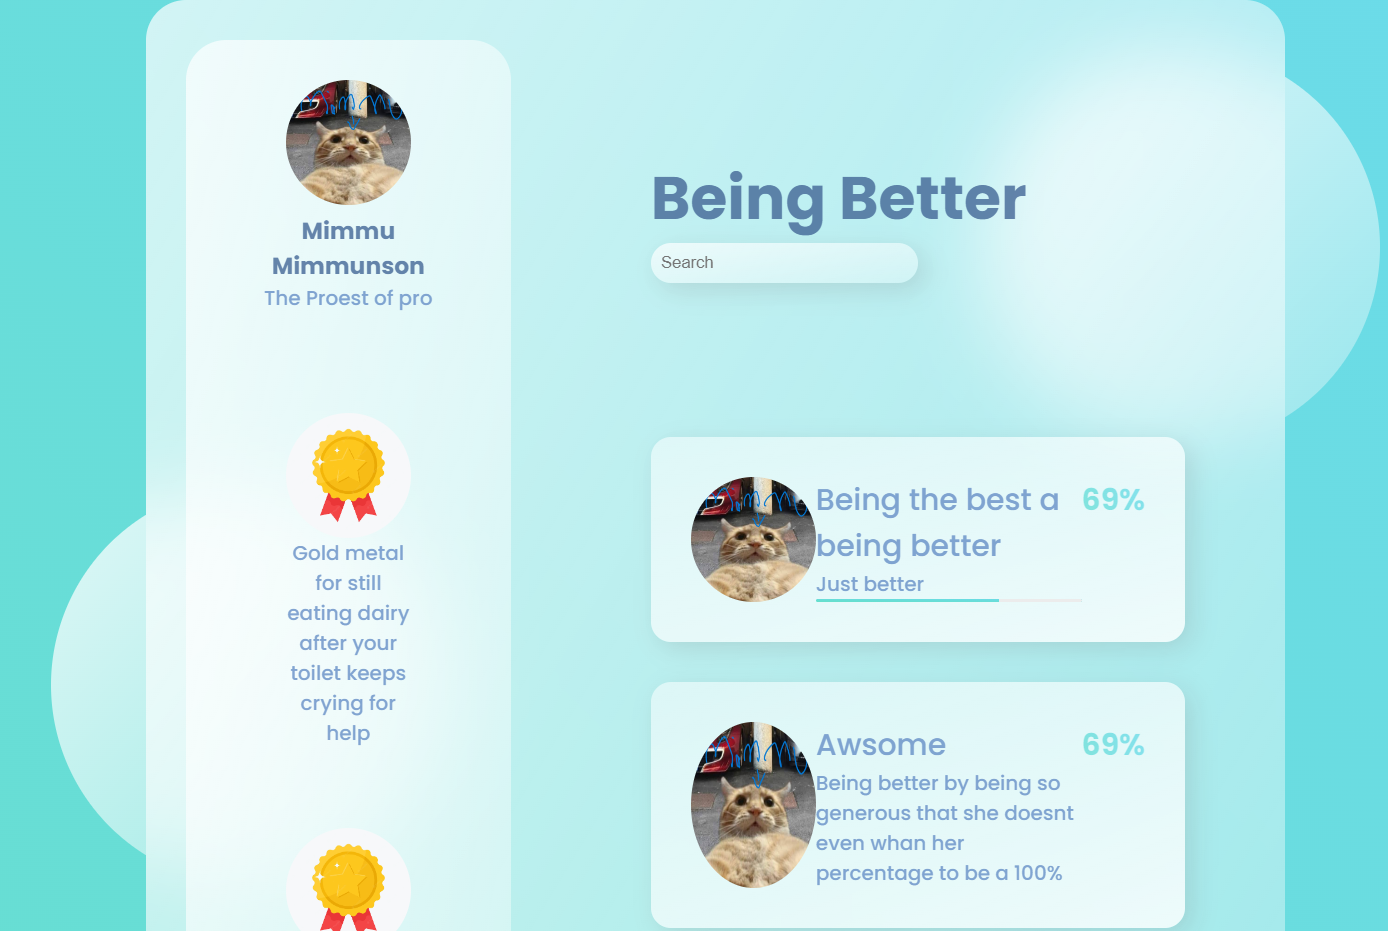 Mimmu
Mimmunson
The Proest of pro
Gold metal
for still
eating dairy
after your
toilet keeps
crying for
help
Being Better
Search
Being the best a
being better
69%
Just better
Awsome
69%
Being better by being so
generous that she doesnt
even whan her
percentage to be a 100%